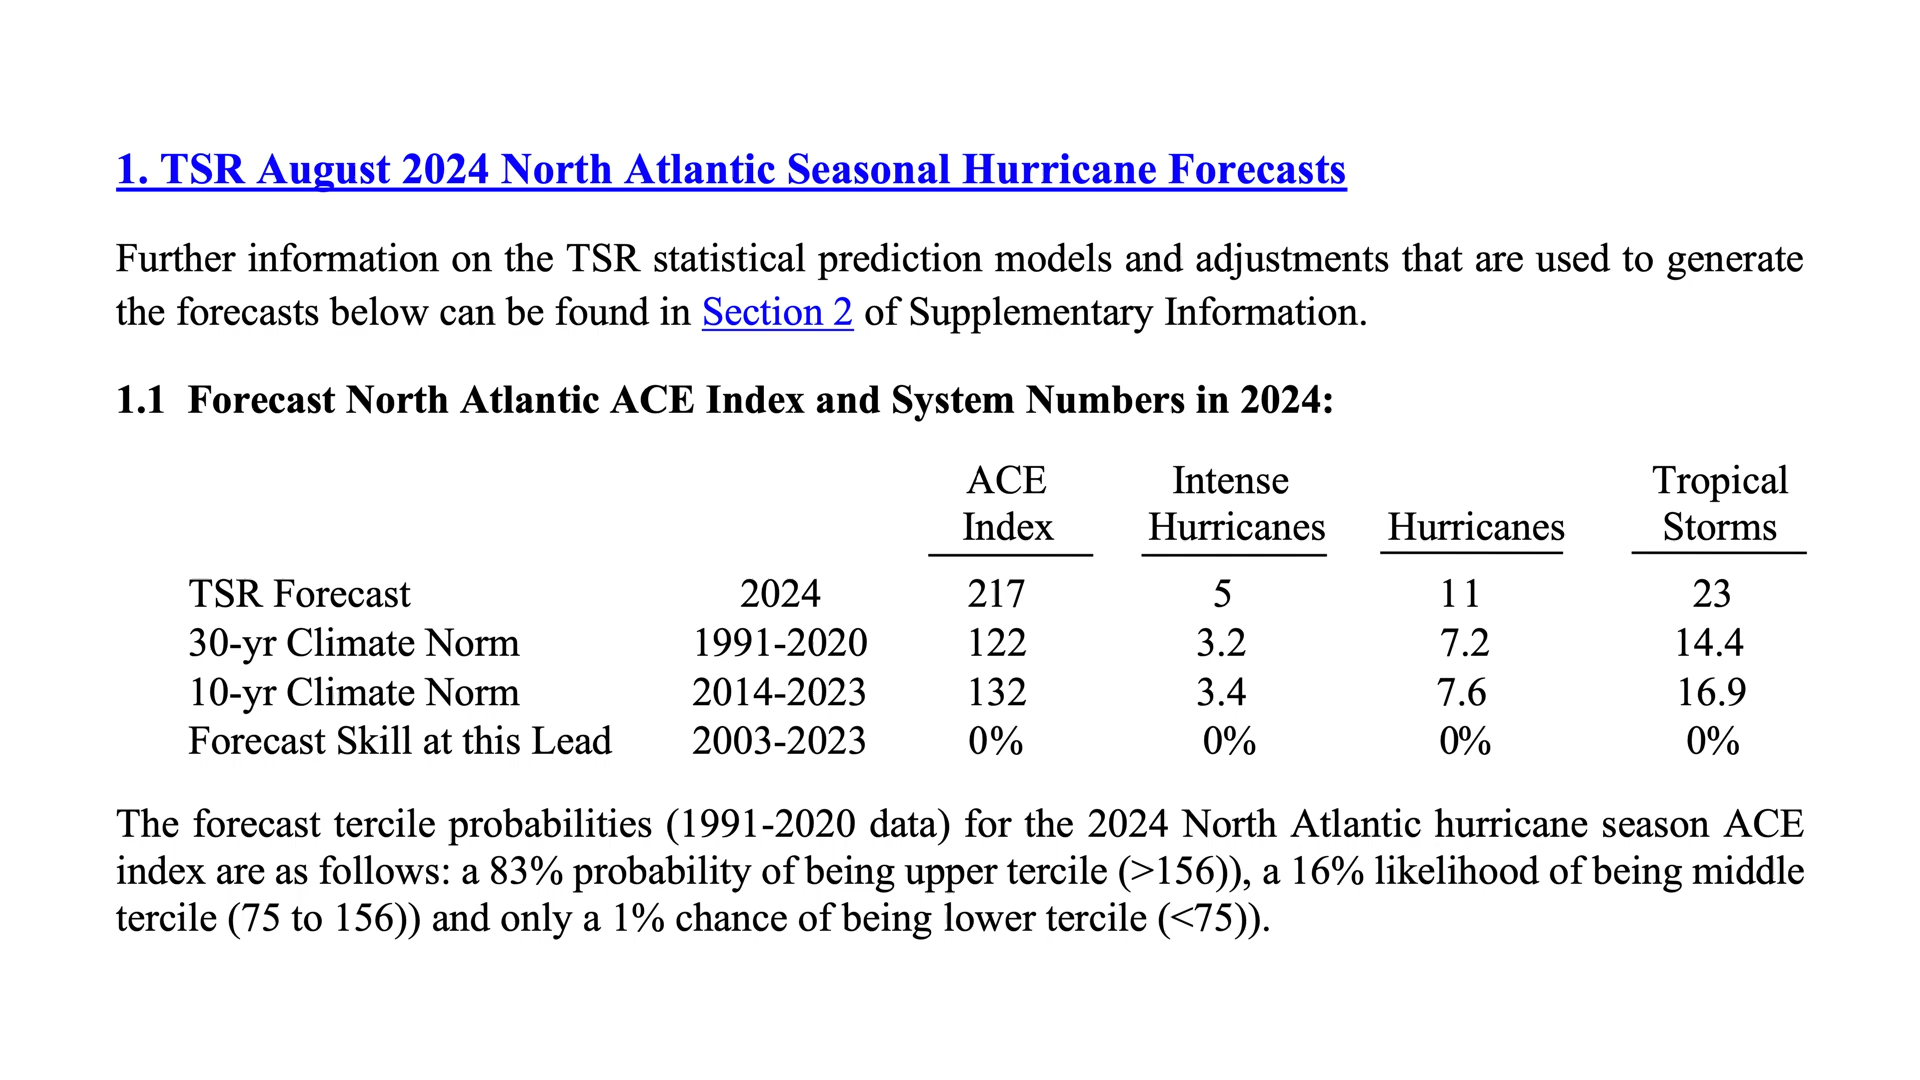 1. TSR August 2024 North Atlantic Seasonal Hurricane Forecasts
Further information on the TSR statistical prediction models and adjustments that are used to generate
the forecasts below can be found in Section 2 of Supplementary Information.
1.1 Forecast North Atlantic ACE Index and System Numbers in 2024:
ACE Intense Tropical
Index Hurricanes Hurricanes Storms
TSR Forecast 2024 217 5 11 23
30-yr Climate Norm 1991-2020 122 3.2 7.2 14.4
10-yr Climate Norm 2014-2023 132 3.4 7.6 16.9
Forecast Skill at this Lead 2003-2023 0% 0% 0% 0%
The forecast tercile probabilities (1991-2020 data) for the 2024 North Atlantic hurricane season ACE
index are as follows: a 83% probability of being upper tercile (>156)), a 16% likelihood of being middle
tercile (75 to 156)) and only a 1% chance of being lower tercile (<75)).